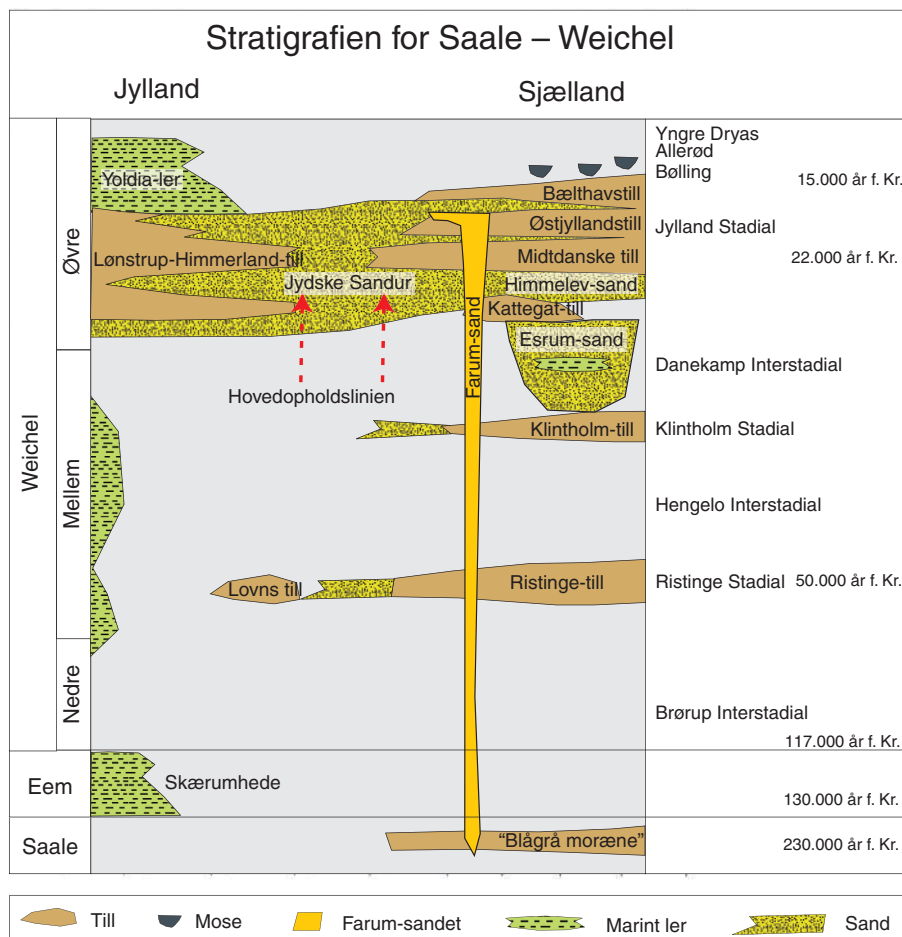 Stratigrafien for Saale – Weichel
Jylland
Sjælland
Weichel
Øvre
Mellem
Nedre
Eem
Saale
Yoldia-ler
Bælthavstill
Østjyllandstill
Lønstrup-Himmerland-till
Midtdanske till
Jydske Sandur
Himmelev-sand
Kattegat-till
Farum-sand
Esrum-sand
Hovedopholdslinien
Klintholm-till
Lovns till
Ristinge-till
Skærumhede
“Blågrå moræne”
Yngre Dryas
Allerød
Bølling
15.000 år f. Kr.
Jylland Stadial
22.000 år f. Kr.
Danekamp Interstadial
Klintholm Stadial
Hengelo Interstadial
Ristinge Stadial 50.000 år f. Kr.
Brørup Interstadial
117.000 år f. Kr.
130.000 år f. Kr.
230.000 år f. Kr.
Till
Mose
Farum-sandet
Marint ler
Sand